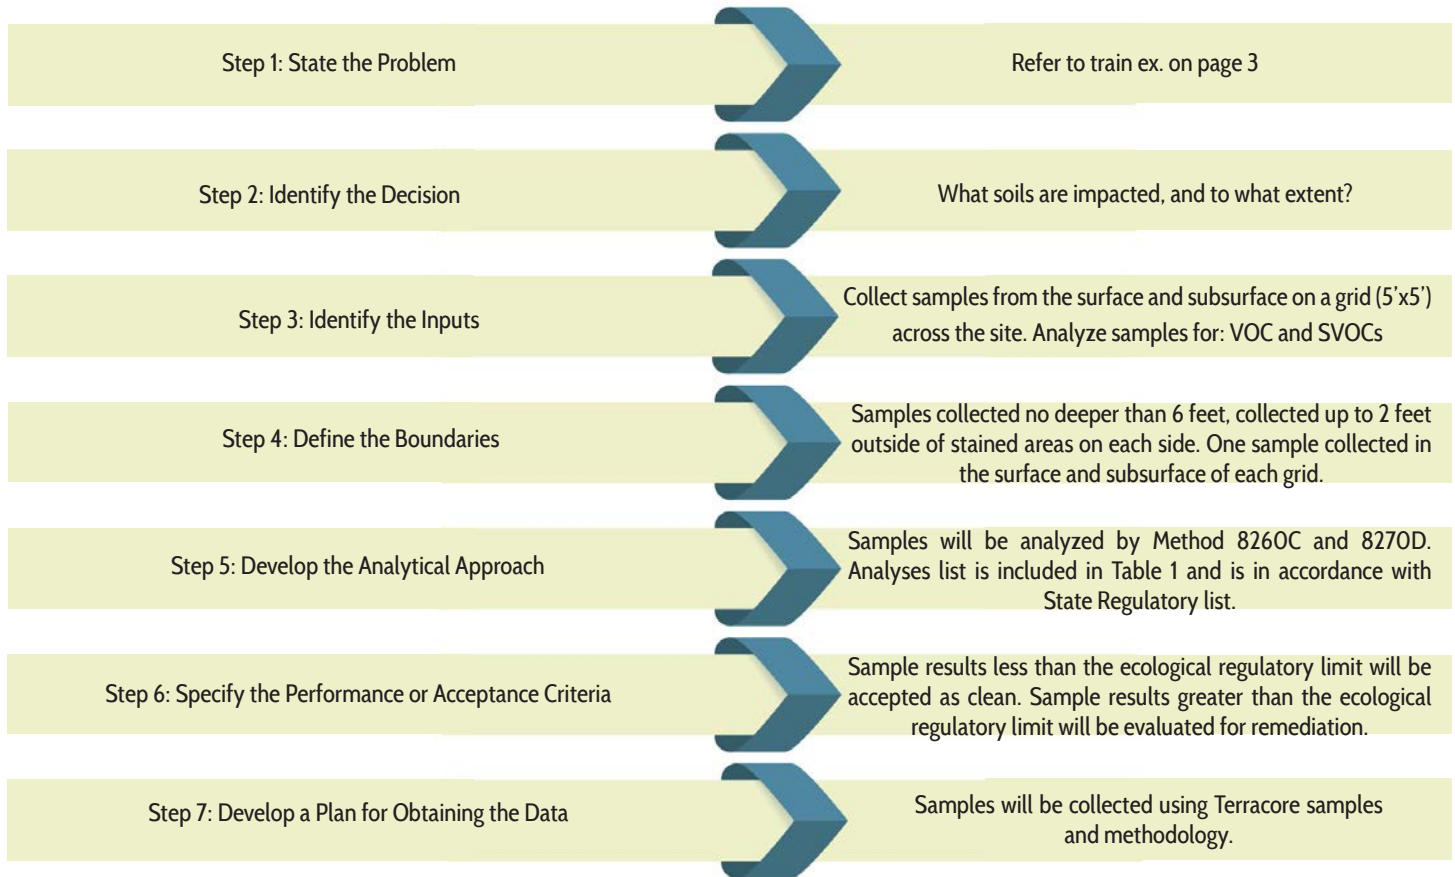 Step 1: State the Problem
Refer to train ex. on page 3
Step 2: Identify the Decision
What soils are impacted, and to what extent?
Step 3: Identify the Inputs
Collect samples from the surface and subsurface on a grid (5'x5')
across the site. Analyze samples for: VOC and SVOCs
Step 4: Define the Boundaries
Samples collected no deeper than 6 feet, collected up to 2 feet
outside of stained areas on each side. One sample collected in
the surface and subsurface of each grid.
Step 5: Develop the Analytical Approach
Samples will be analyzed by Method 8260C and 8270D.
Analyses list is included in Table 1 and is in accordance with
State Regulatory list.
Step 6: Specify the Performance or Acceptance Criteria
Sample results less than the ecological regulatory limit will be
accepted as clean. Sample results greater than the ecological
regulatory limit will be evaluated for remediation.
Step 7: Develop a Plan for Obtaining the Data
Samples will be collected using Terracore samples
and methodology.